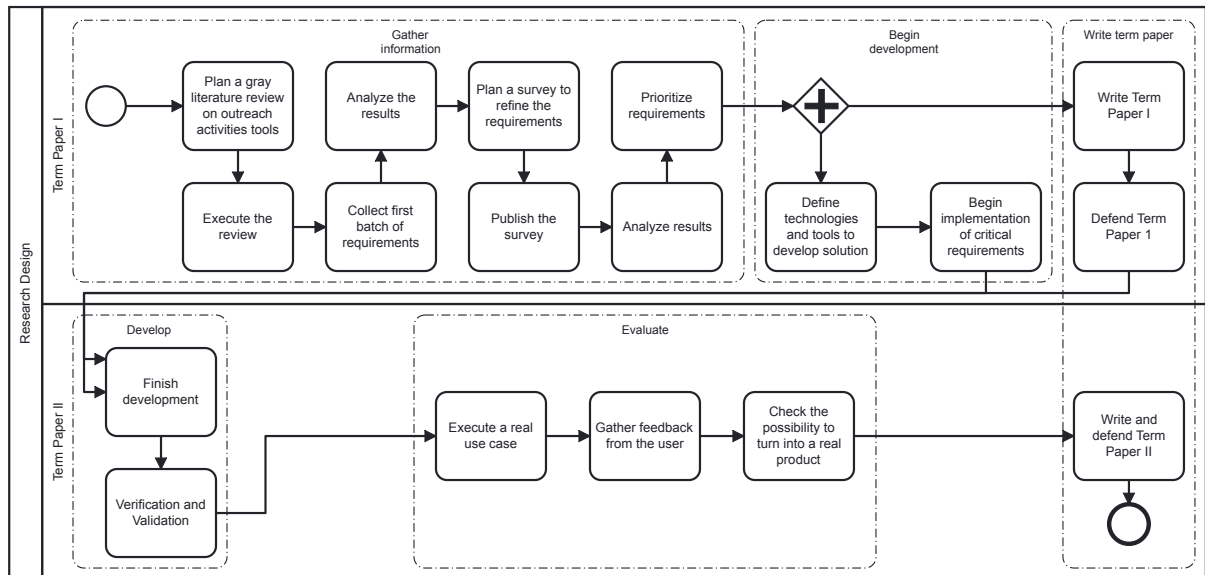 Research Design
Term Paper I
Gather
information
Plan a gray
literature review
on outreach
activities tools
Execute the
review
Collect first
batch of
requirements
Analyze the
results
Plan a survey to
refine the
requirements
Publish the
survey
Analyze results
Prioritize
requirements
Begin
development
Define
technologies
and tools to
develop solution
Begin
implementation
of critical
requirements
Write term paper
Write Term
Paper I
Defend Term
Paper 1
Term Paper II
Develop
Finish
development
Verification and
Validation
Evaluate
Execute a real
use case
Gather feedback
from the user
Check the
possibility to
turn into a real
product
Write and
defend Term
Paper II